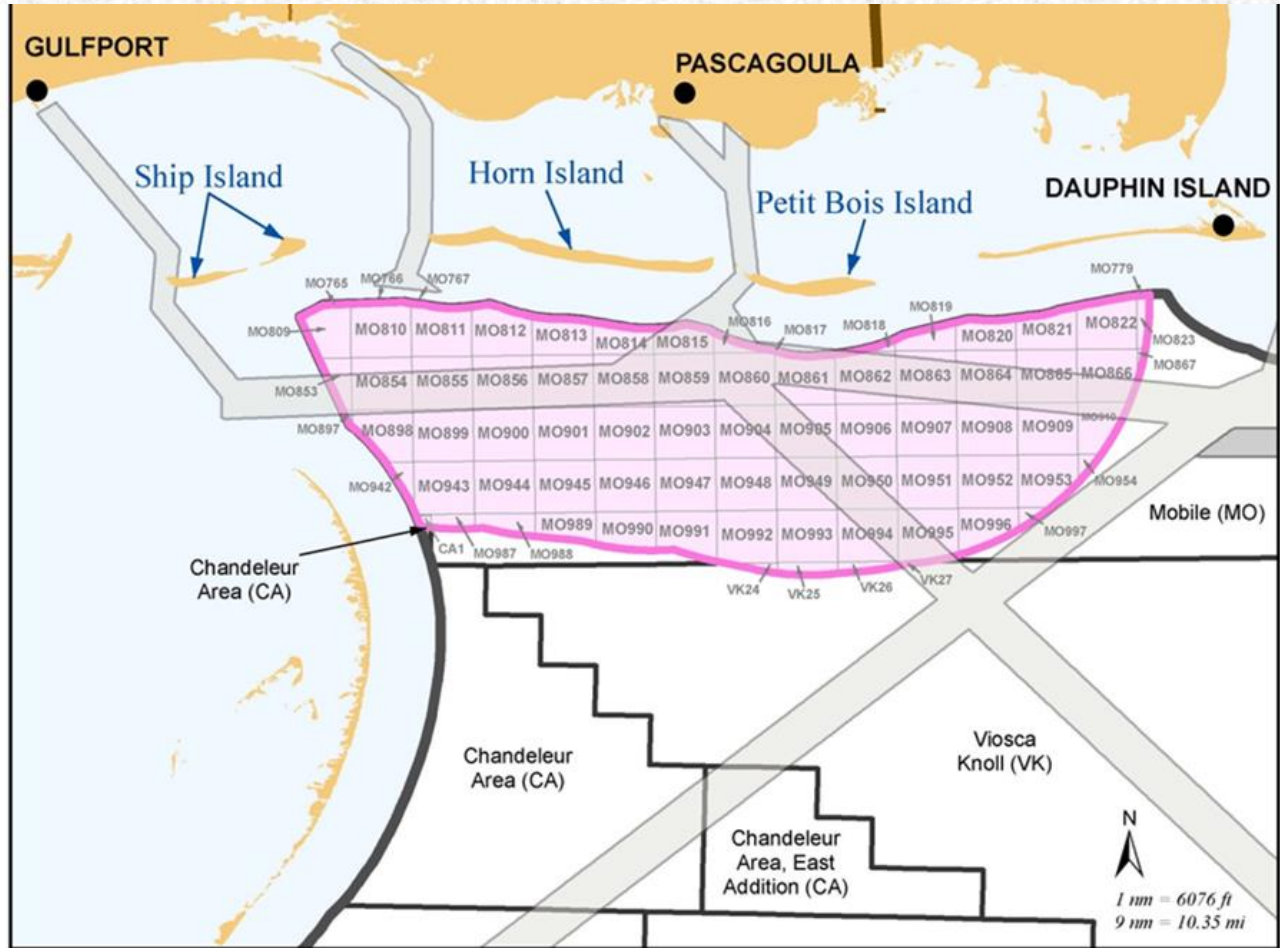 GULFPORT
PASCAGOULA
Ship Island
Horn Island
Petit Bois Island
DAUPHIN ISLAND
MO765
MO766
MO767
MO779
MO809
MO810
MO811
MO812
MO813
MO814
MO815
MO816
MO817
MO818
MO819
MO820
MO821
MO822
MO823
MO853
MO854
MO855
MO856
MO857
MO858
MO859
MO860
MO861
MO862
MO863
MO864
MO865
MO866
MO867
MO897
MO898
MO899
MO900
MO901
MO902
MO903
MO904
MO905
MO906
MO907
MO908
MO909
MO910
MO942
MO943
MO944
MO945
MO946
MO947
MO948
MO949
MO950
MO951
MO952
MO953
MO954
CA1
MO987
MO988
MO989
MO990
MO991
MO992
MO993
MO994
MO995
MO996
MO997
VK24
VK25
VK26
VK27
Mobile (MO)
Chandeleur
Area (CA)
Chandeleur
Area (CA)
Viosca
Knoll (VK)
Chandeleur
Area, East
Addition (CA)
N
1 nm = 6076 ft
9 nm = 10.35 mi